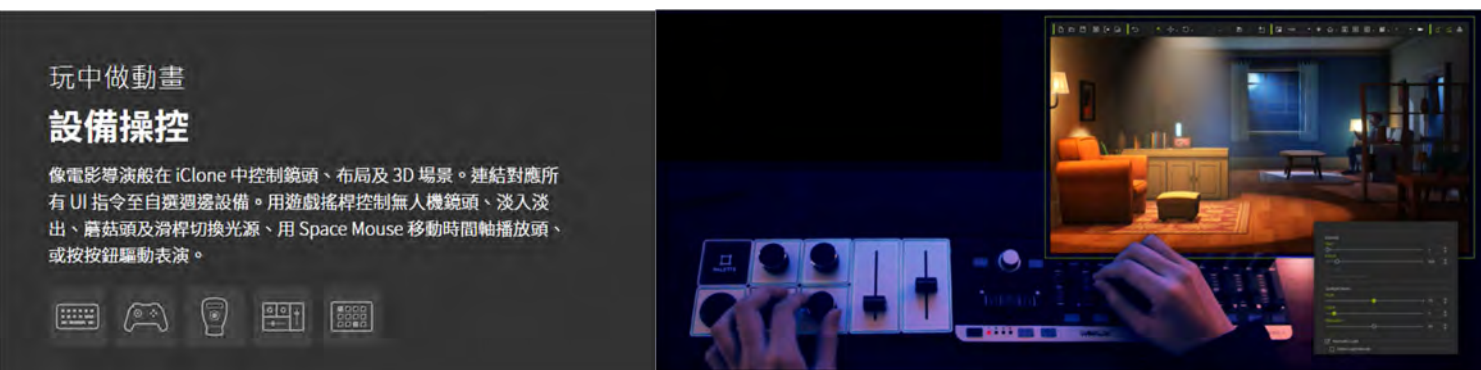 玩中做動畫
設備操控
像電影導演般在 iClone 中控制鏡頭、布局及 3D 場景。連結對應所
有 UI 指令至自選週邊設備。用遊戲搖桿控制無人機鏡頭、淡入淡
出、蘑菇頭及滑桿切換光源、用 Space Mouse 移動時間軸播放頭、
或按按鈕驅動表演。
PALETTE